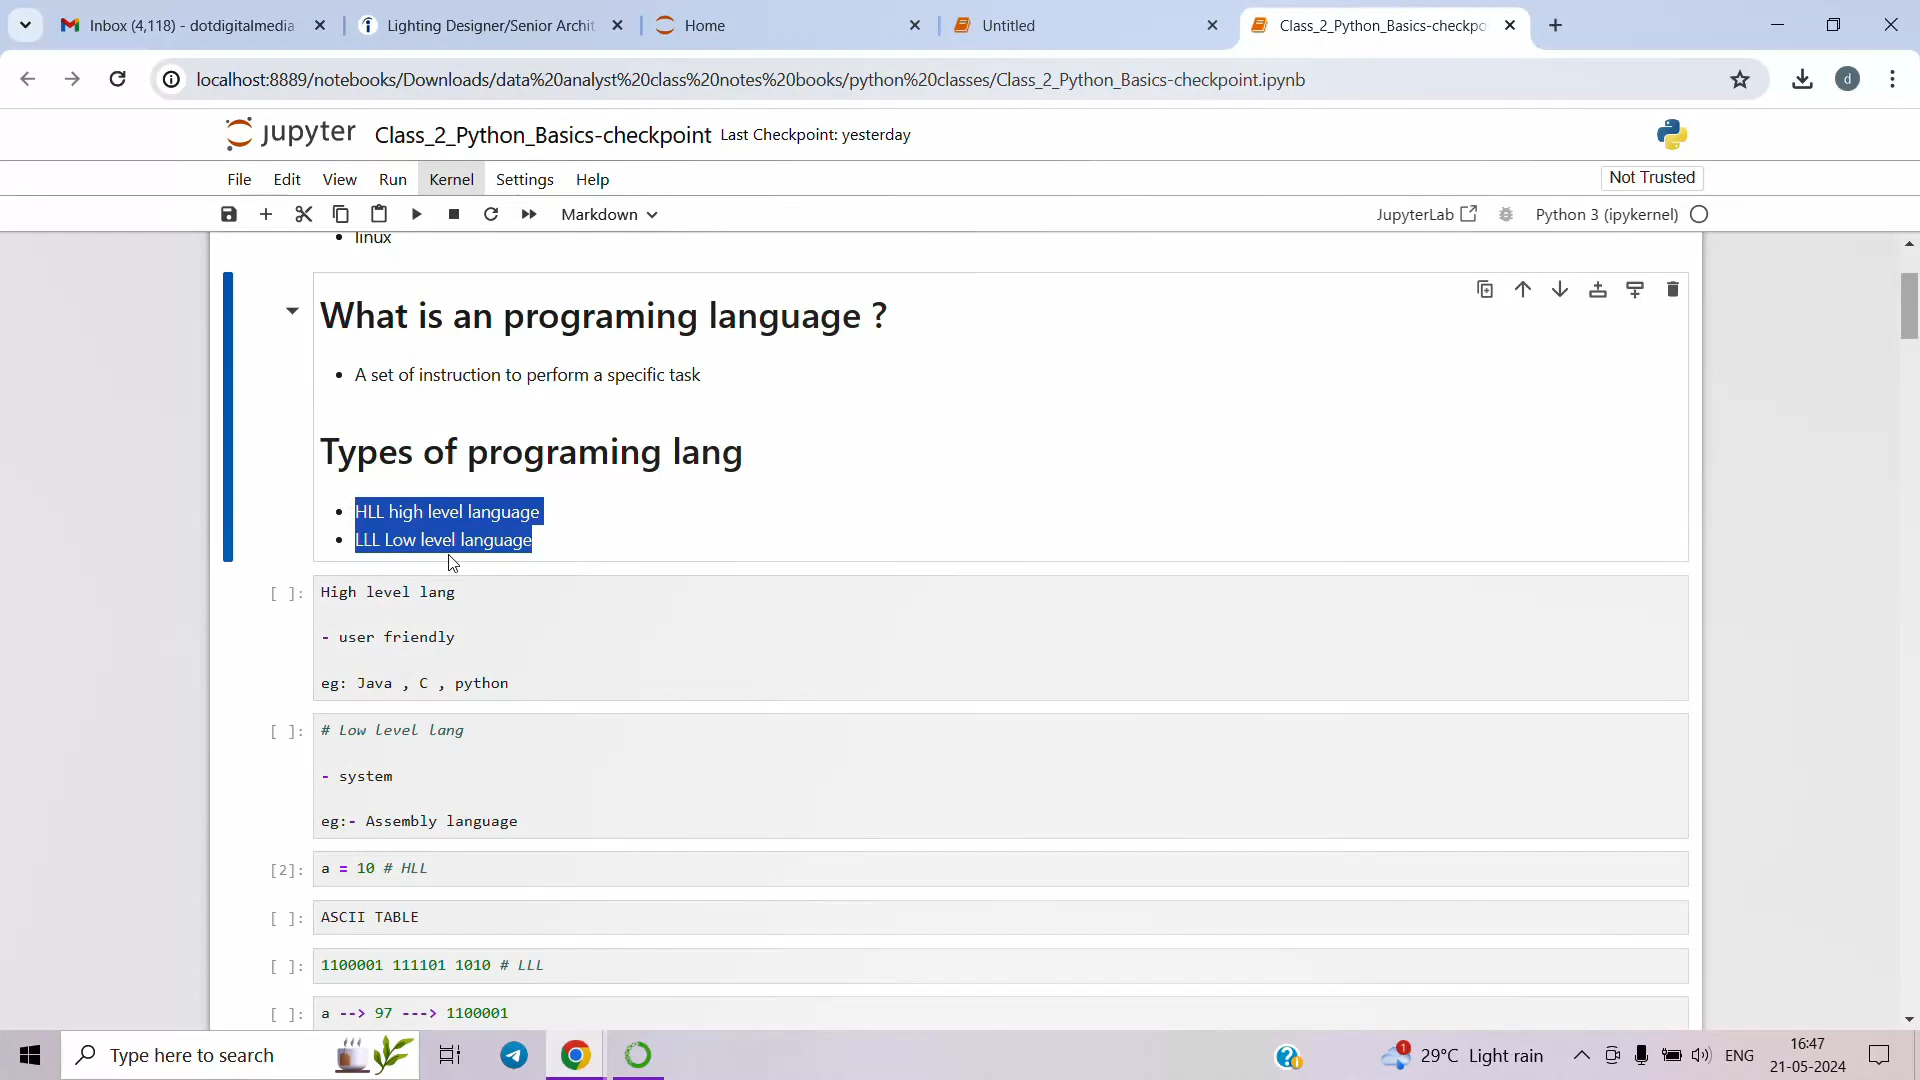 Inbox (4,118) - dotdigitalmedia
Lighting Designer/Senior Archit
Home
Untitled
Class_2_Python_Basics-checkpo
localhost:8889/notebooks/Downloads/data%20analyst%20class%20notes%20books/python%20classes/Class_2_Python_Basics-checkpoint.ipynb
d
jupyter Class_2_Python_Basics-checkpoint Last Checkpoint: yesterday
File Edit View Run Kernel Settings Help
Not Trusted
Markdown
JupyterLab
Python 3 (ipykernel)
• linux
What is an programing language ?
• A set of instruction to perform a specific task
Types of programing lang
• HLL high level language
• LLL Low level language
[ ]: High level lang
- user friendly
eg: Java , C , python
[ ]: # Low level lang
- system
eg:- Assembly language
[2]: a = 10 # HLL
[ ]: ASCII TABLE
[ ]: 1100001 111101 1010 # LLL
[ ]: a --> 97 ---> 1100001
Type here to search
1
29°C Light rain
ENG
16:47
21-05-2024